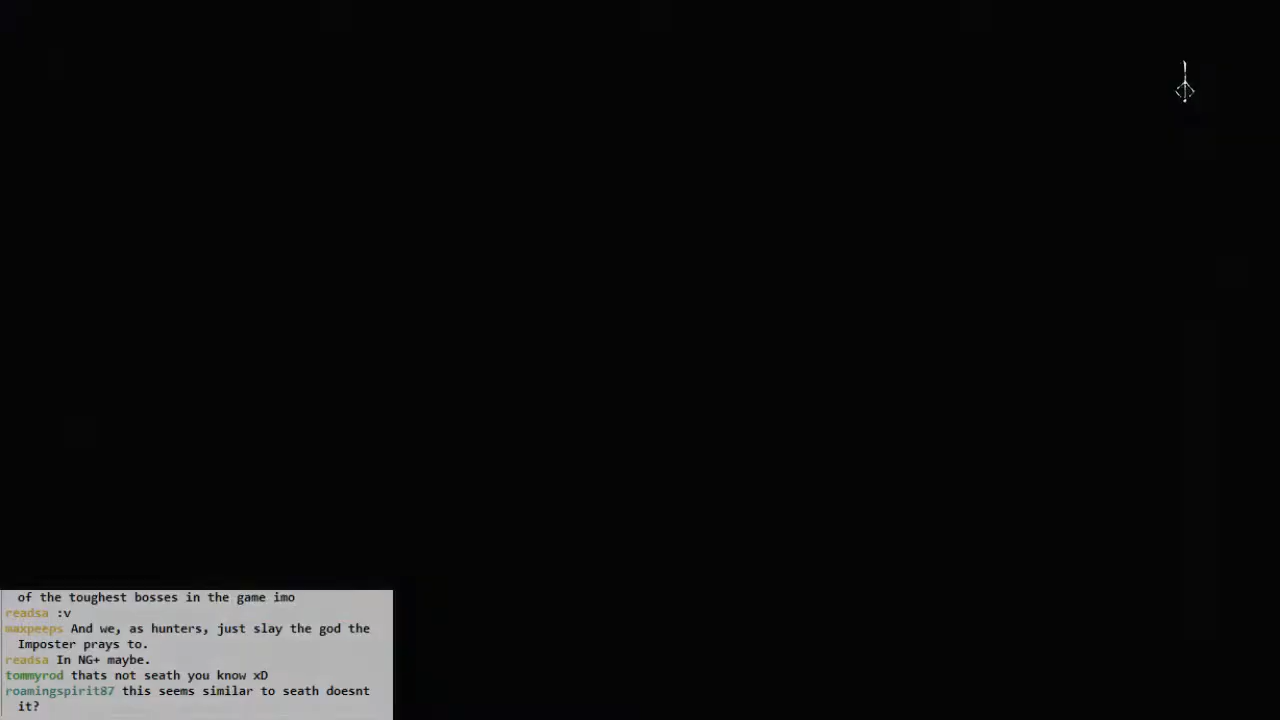 of the toughest bosses in the game imo
readsa :v
maxpeeps And we, as hunters, just slay the god the
Imposter prays to.
readsa In NG+ maybe.
tommyrod thats not seath you know xD
roamingspirit87 this seems similar to seath doesnt
it?